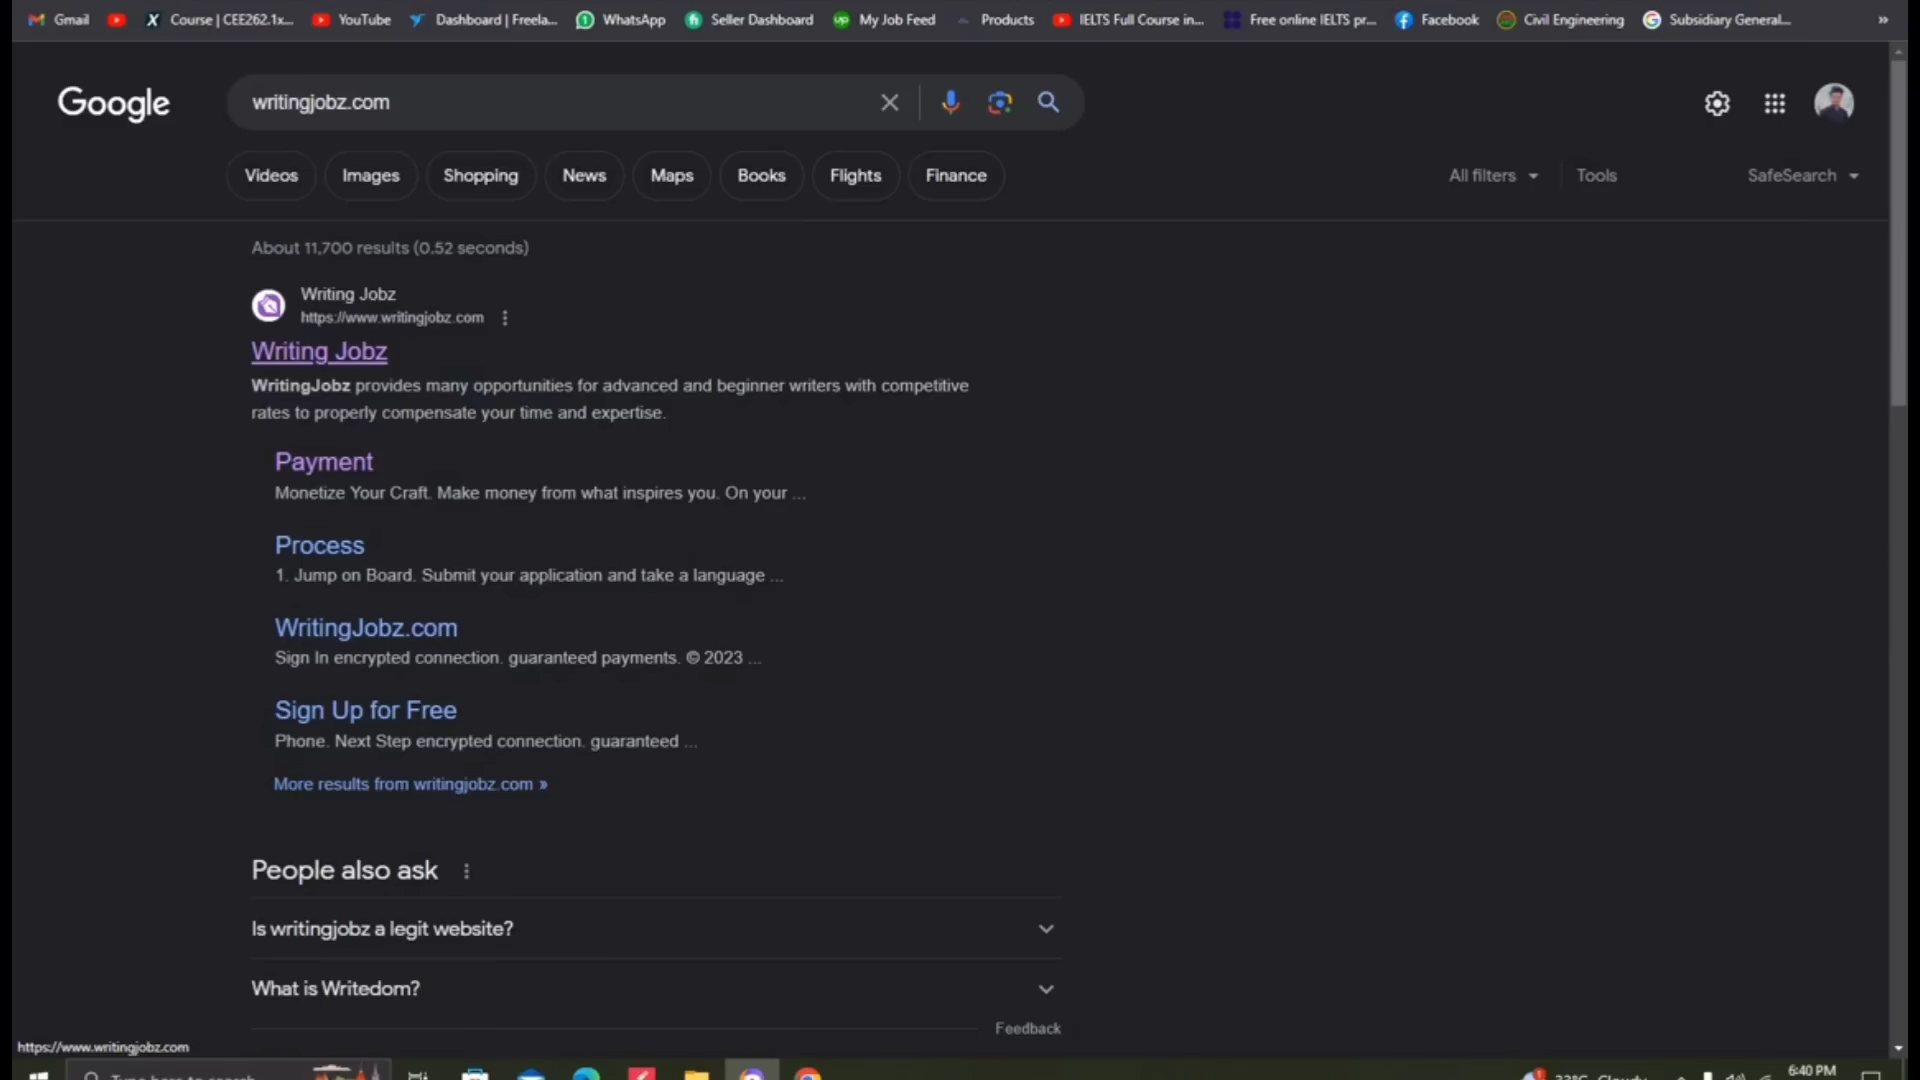 Gmail
Course | CEE262.1x...
YouTube
Dashboard | Freela...
WhatsApp
Seller Dashboard
My Job Feed
Products
IELTS Full Course in...
Free online IELTS pr...
Facebook
Civil Engineering
Subsidiary General...
»
Google
writingjobz.com
Videos
Images
Shopping
News
Maps
Books
Flights
Finance
All filters
Tools
SafeSearch
About 11,700 results (0.52 seconds)
Writing Jobz
https://www.writingjobz.com
Writing Jobz
WritingJobz provides many opportunities for advanced and beginner writers with competitive
rates to properly compensate your time and expertise.
Payment
Monetize Your Craft. Make money from what inspires you. On your ...
Process
1. Jump on Board. Submit your application and take a language ...
WritingJobz.com
Sign In encrypted connection. guaranteed payments. © 2023 ...
Sign Up for Free
Phone. Next Step encrypted connection. guaranteed ...
More results from writingjobz.com »
People also ask
Is writingjobz a legit website?
What is Writedom?
Feedback
https://www.writingjobz.com
Type here to search
33°C Cloudy
6:40 PM